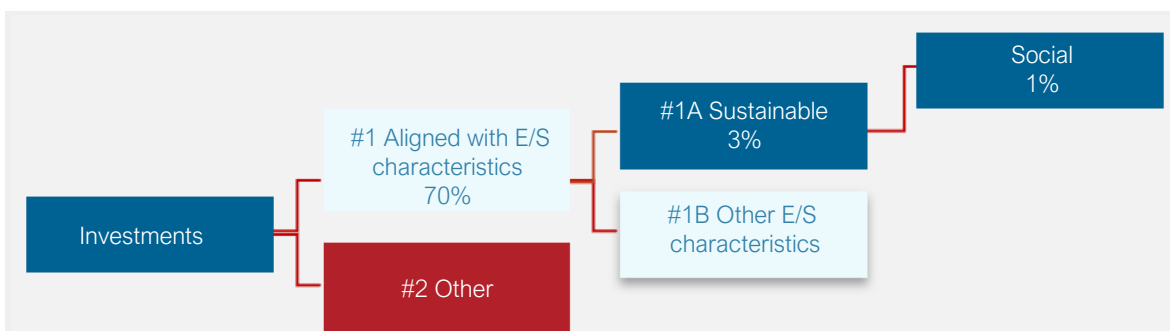 Investments
#1 Aligned with E/S
characteristics
70%
#2 Other
#1A Sustainable
3%
#1B Other E/S
characteristics
Social
1%